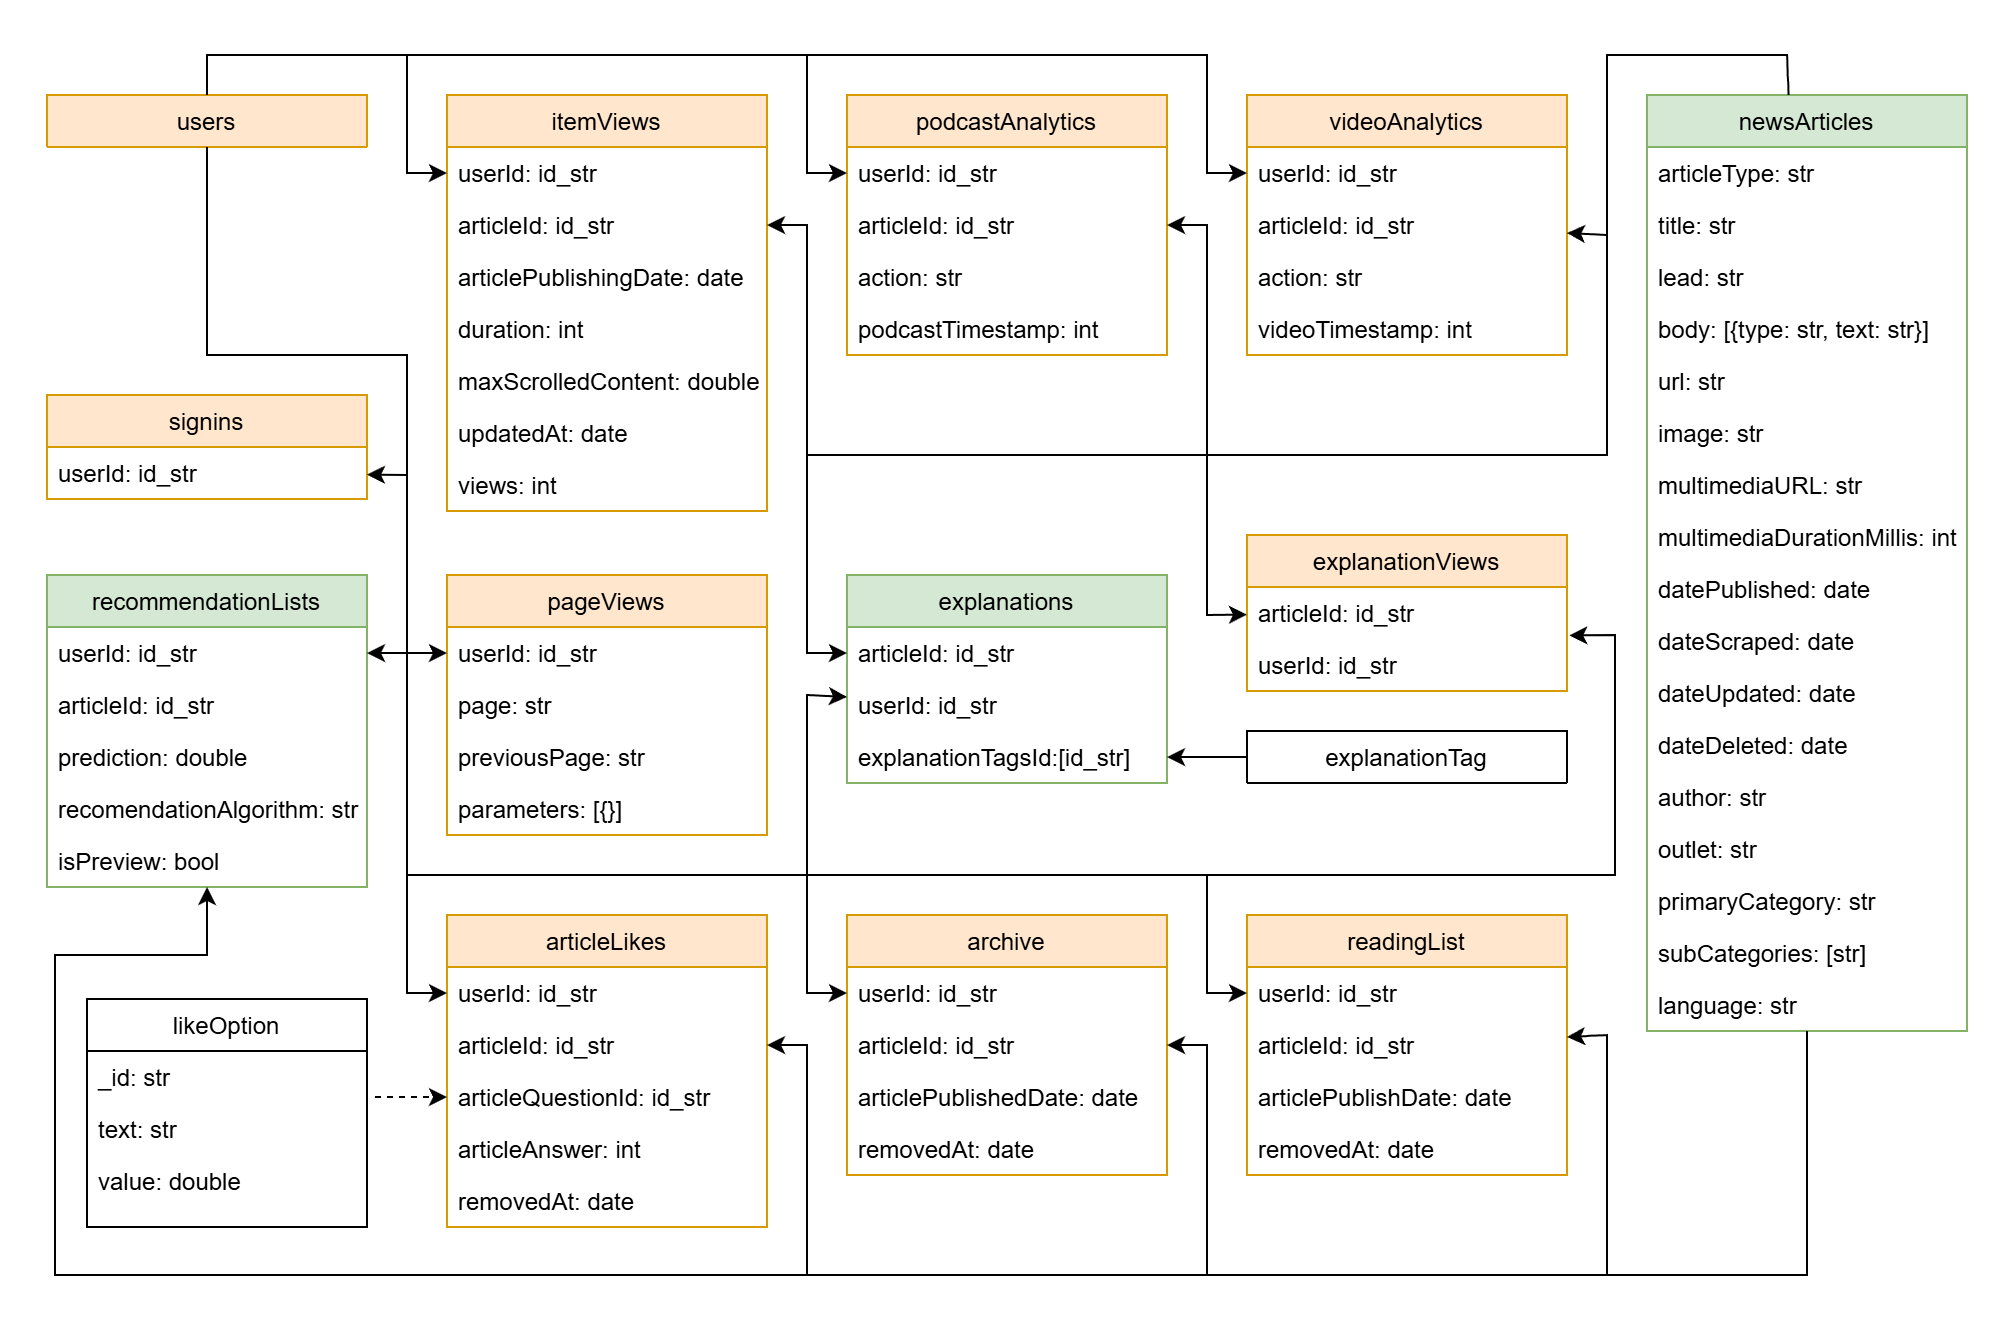 users
itemViews
userId: id_str
articleId: id_str
articlePublishingDate: date
duration: int
maxScrolledContent: double
updatedAt: date
views: int
podcastAnalytics
userId: id_str
articleId: id_str
action: str
podcastTimestamp: int
videoAnalytics
userId: id_str
articleId: id_str
action: str
videoTimestamp: int
newsArticles
articleType: str
title: str
lead: str
body: [{type: str, text: str}]
url: str
image: str
multimediaURL: str
multimediaDurationMillis: int
datePublished: date
dateScraped: date
dateUpdated: date
dateDeleted: date
author: str
outlet: str
primaryCategory: str
subCategories: [str]
language: str
signins
userId: id_str
recommendationLists
userId: id_str
articleId: id_str
prediction: double
recomendationAlgorithm: str
isPreview: bool
pageViews
userId: id_str
page: str
previousPage: str
parameters: [{}]
explanations
articleId: id_str
userId: id_str
explanationTagsId:[id_str]
explanationViews
articleId: id_str
userId: id_str
explanationTag
likeOption
_id: str
text: str
value: double
articleLikes
userId: id_str
articleId: id_str
articleQuestionId: id_str
articleAnswer: int
removedAt: date
archive
userId: id_str
articleId: id_str
articlePublishedDate: date
removedAt: date
readingList
userId: id_str
articleId: id_str
articlePublishDate: date
removedAt: date